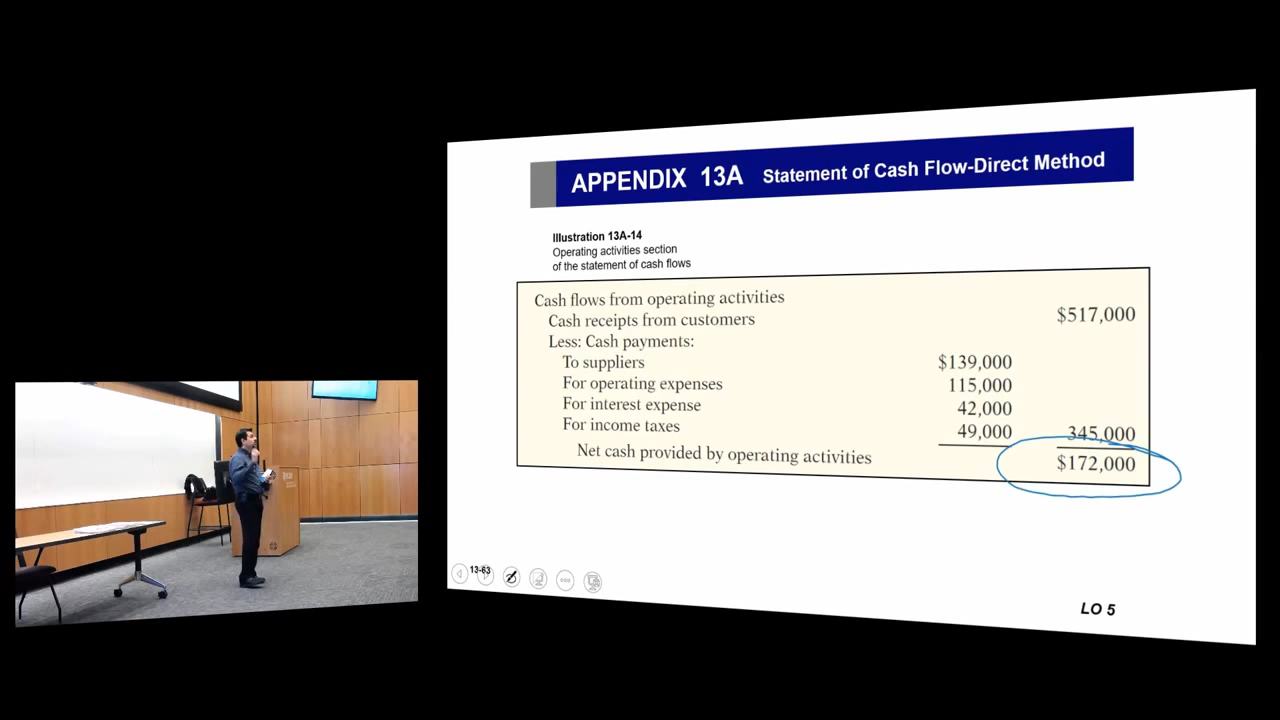 APPENDIX 13A Statement of Cash Flow-Direct Method
Illustration 13A-14
Operating activities section
of the statement of cash flows
Cash flows from operating activities
Cash receipts from customers $517,000
Less: Cash payments:
To suppliers $139,000
For operating expenses 115,000
For interest expense 42,000
For income taxes 49,000 345,000
Net cash provided by operating activities $172,000
13-63
LO 5